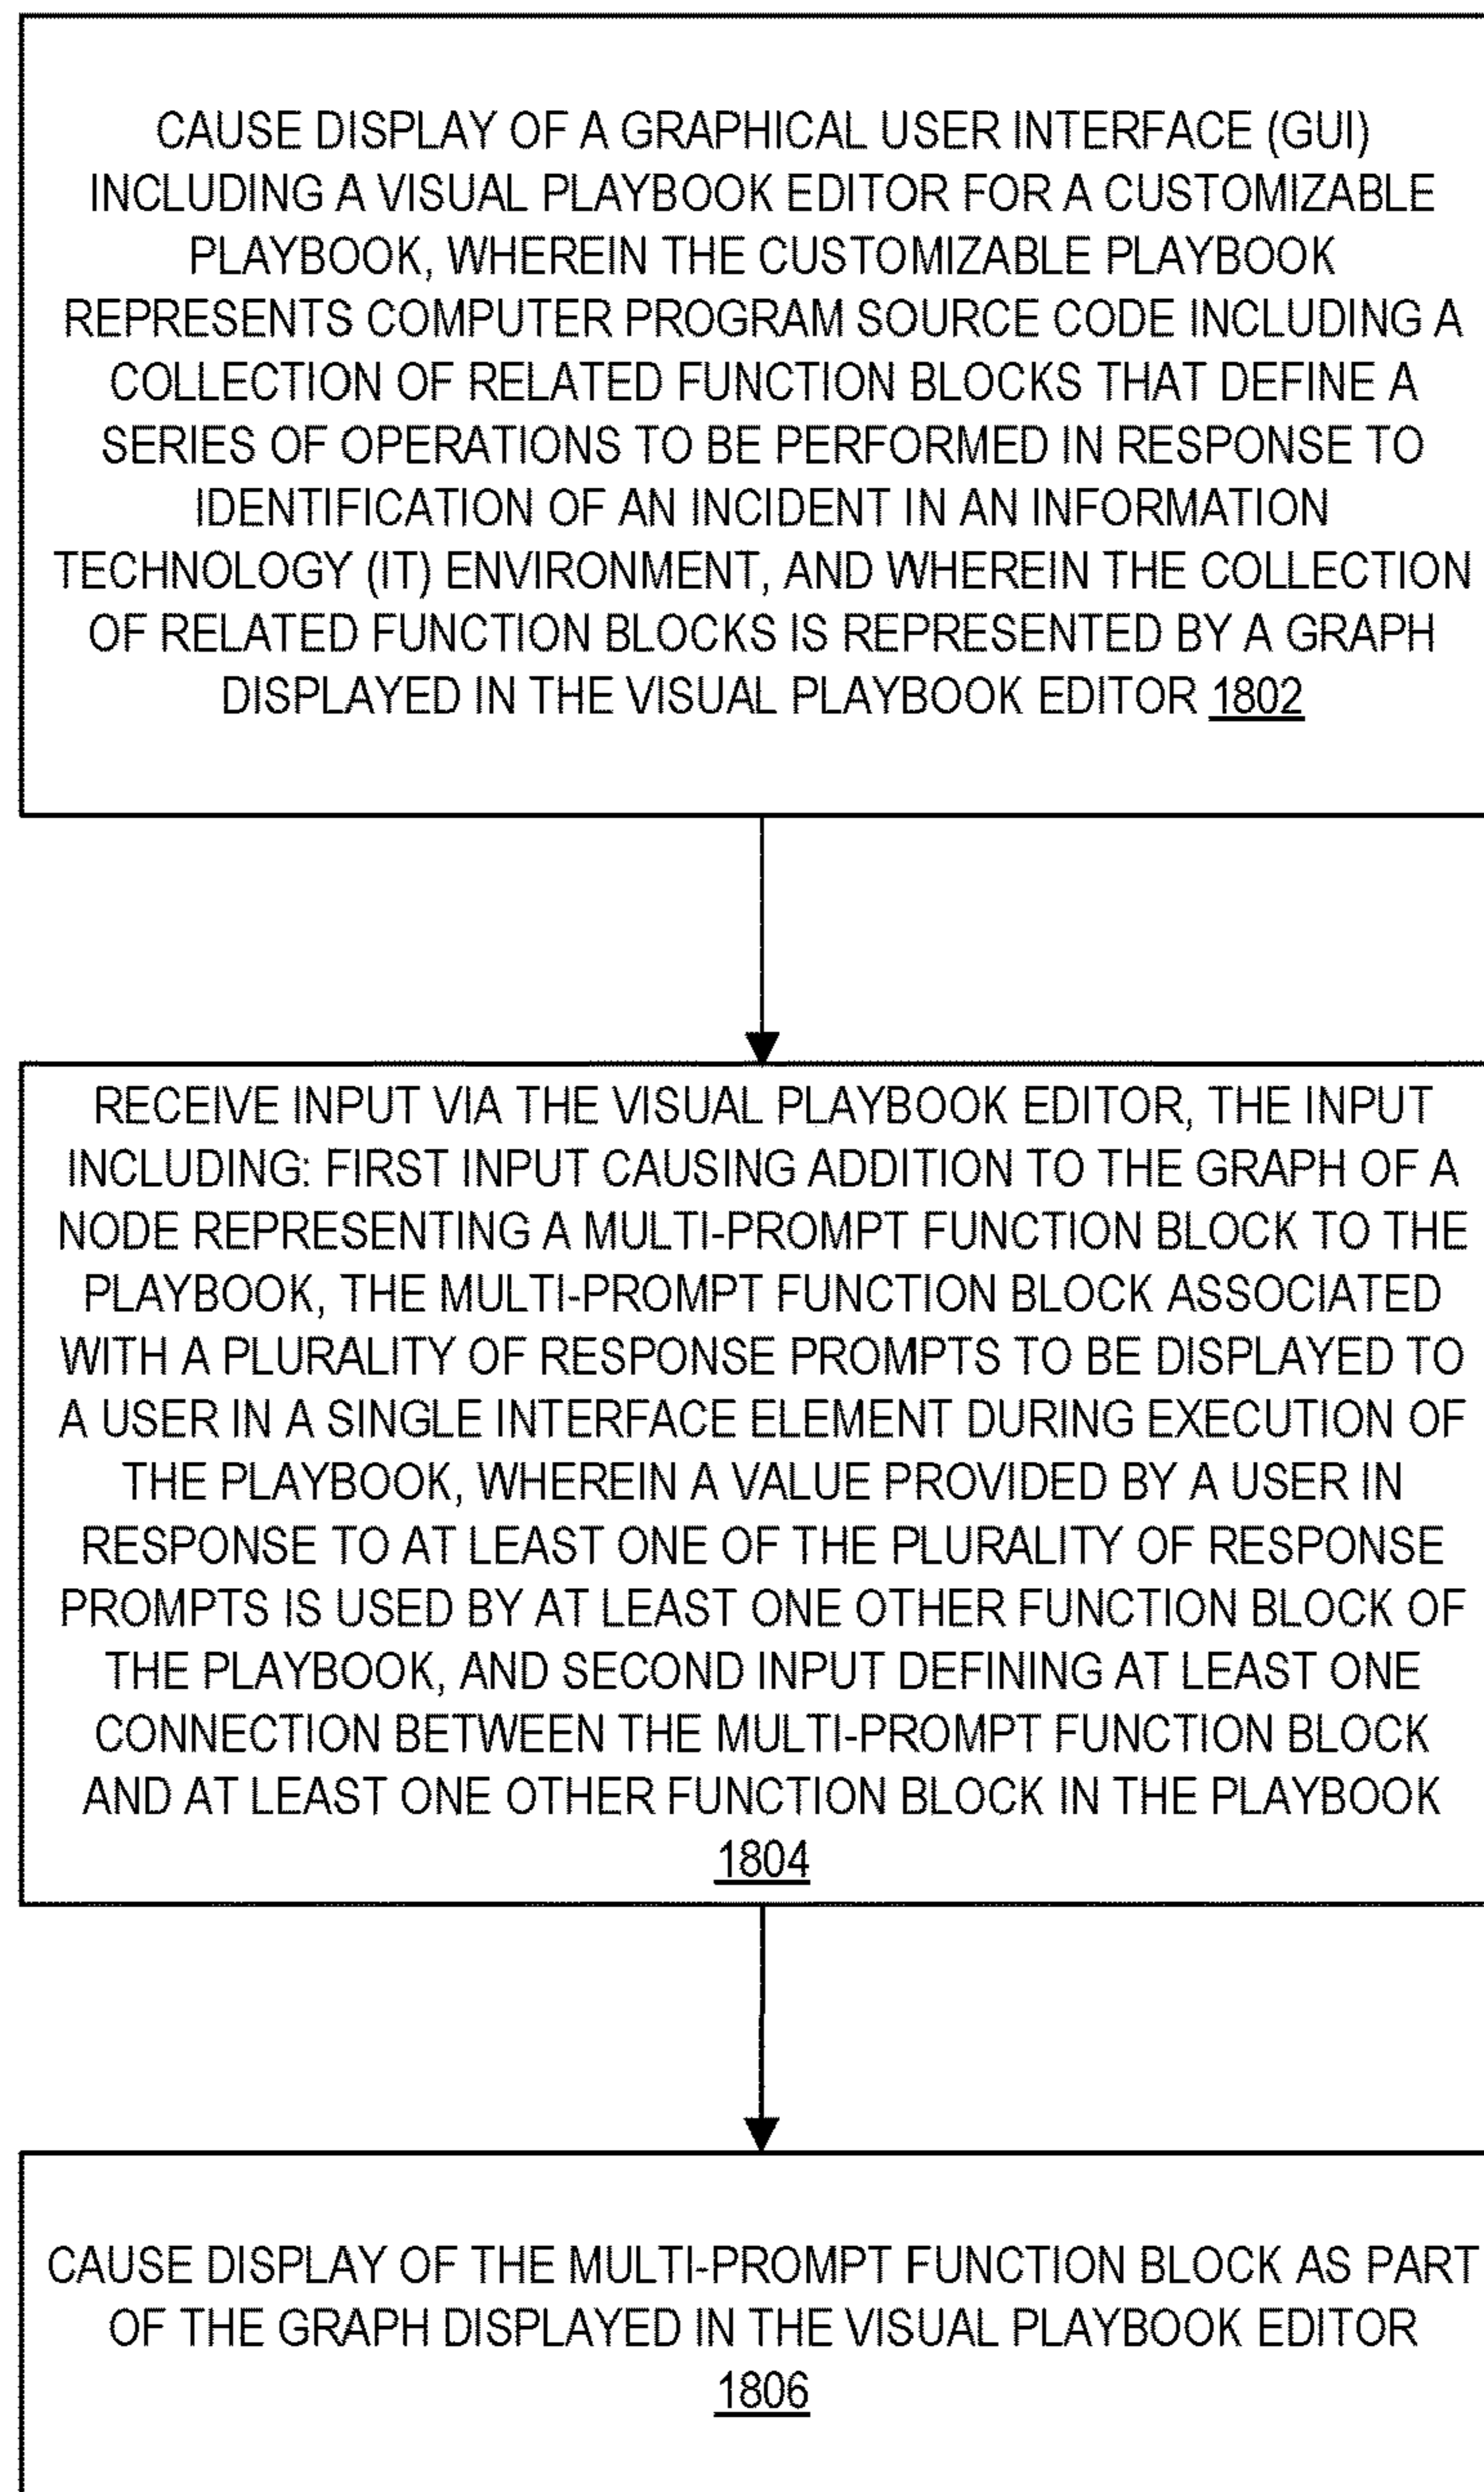 CAUSE DISPLAY OF A GRAPHICAL USER INTERFACE (GUI)
INCLUDING A VISUAL PLAYBOOK EDITOR FOR A CUSTOMIZABLE
PLAYBOOK, WHEREIN THE CUSTOMIZABLE PLAYBOOK
REPRESENTS COMPUTER PROGRAM SOURCE CODE INCLUDING A
COLLECTION OF RELATED FUNCTION BLOCKS THAT DEFINE A
SERIES OF OPERATIONS TO BE PERFORMED IN RESPONSE TO
IDENTIFICATION OF AN INCIDENT IN AN INFORMATION
TECHNOLOGY (IT) ENVIRONMENT, AND WHEREIN THE COLLECTION
OF RELATED FUNCTION BLOCKS IS REPRESENTED BY A GRAPH
DISPLAYED IN THE VISUAL PLAYBOOK EDITOR 1802
RECEIVE INPUT VIA THE VISUAL PLAYBOOK EDITOR, THE INPUT
INCLUDING: FIRST INPUT CAUSING ADDITION TO THE GRAPH OF A
NODE REPRESENTING A MULTI-PROMPT FUNCTION BLOCK TO THE
PLAYBOOK, THE MULTI-PROMPT FUNCTION BLOCK ASSOCIATED
WITH A PLURALITY OF RESPONSE PROMPTS TO BE DISPLAYED TO
A USER IN A SINGLE INTERFACE ELEMENT DURING EXECUTION OF
THE PLAYBOOK, WHEREIN A VALUE PROVIDED BY A USER IN
RESPONSE TO AT LEAST ONE OF THE PLURALITY OF RESPONSE
PROMPTS IS USED BY AT LEAST ONE OTHER FUNCTION BLOCK OF
THE PLAYBOOK, AND SECOND INPUT DEFINING AT LEAST ONE
CONNECTION BETWEEN THE MULTI-PROMPT FUNCTION BLOCK
AND AT LEAST ONE OTHER FUNCTION BLOCK IN THE PLAYBOOK
1804
CAUSE DISPLAY OF THE MULTI-PROMPT FUNCTION BLOCK AS PART
OF THE GRAPH DISPLAYED IN THE VISUAL PLAYBOOK EDITOR
1806